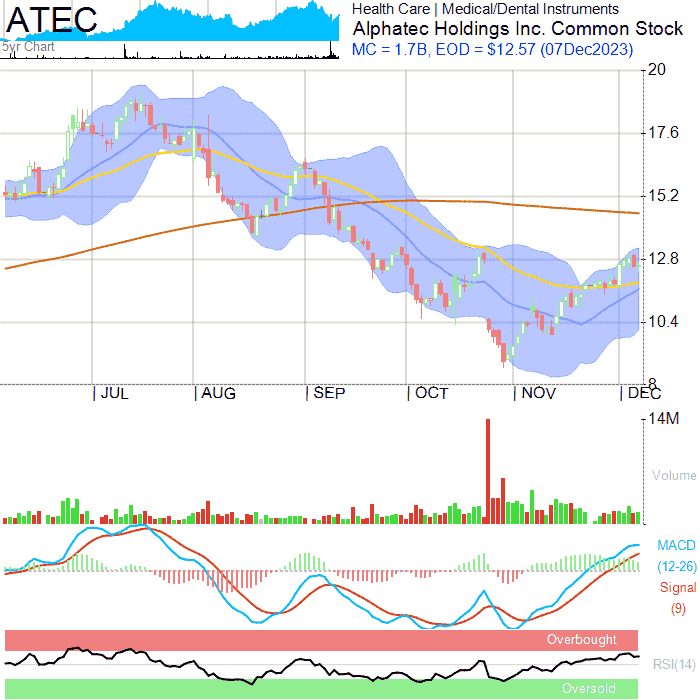 ATEC
5yr Chart
Health Care | Medical/Dental Instruments
Alphatec Holdings Inc. Common Stock
MC = 1.7B, EOD = $12.57 (07Dec2023)
20
17.6
15.2
12.8
10.4
8
JUL AUG SEP OCT NOV DEC
14M
Volume
MACD
(12-26)
Signal
(9)
Overbought
RSI(14)
Oversold